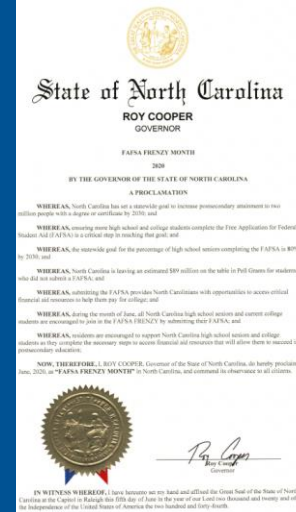 State of North Carolina
ROY COOPER
GOVERNOR
FAFSA FRENZY MONTH
2020
BY THE GOVERNOR OF THE STATE OF NORTH CAROLINA
A PROCLAMATION
WHEREAS, North Carolina has a statewide goal to increase postsecondary attainment to two
million people with a degree or certificate by 2030; and
WHEREAS, ensuring more high school and college students complete the Free Application for Federal
Student Aid (FAFSA) is a critical step in reaching that goal; and
WHEREAS, the statewide goal for the percentage of high school seniors completing the FAFSA is 80%
by 2030; and
WHEREAS, North Carolina is leaving an estimated $89 million on the table in Pell Grants for students
who did not submit a FAFSA; and
WHEREAS, submitting the FAFSA provides North Carolinians with opportunities to access critical
financial aid resources to help them pay for college; and
WHEREAS, during the month of June, all North Carolina high school seniors and current college
students are encouraged to join in the FAFSA FRENZY by submitting their FAFSA; and
WHEREAS, residents are encouraged to support North Carolina high school seniors and college
students as they complete the necessary steps to access financial aid resources that will allow them to succeed in
postsecondary education;
NOW, THEREFORE, I, ROY COOPER, Governor of the State of North Carolina, do hereby proclaim
June, 2020, as "FAFSA FRENZY MONTH" in North Carolina, and commend its observance to all citizens.
Roy Cooper
Roy Cooper
Governor
IN WITNESS WHEREOF, I have hereunto set my hand and affixed the Great Seal of the State of North
Carolina at the Capitol in Raleigh this fifth day of June in the year of our Lord two thousand and twenty and of
the Independence of the United States of America the two hundred and forty-fourth.